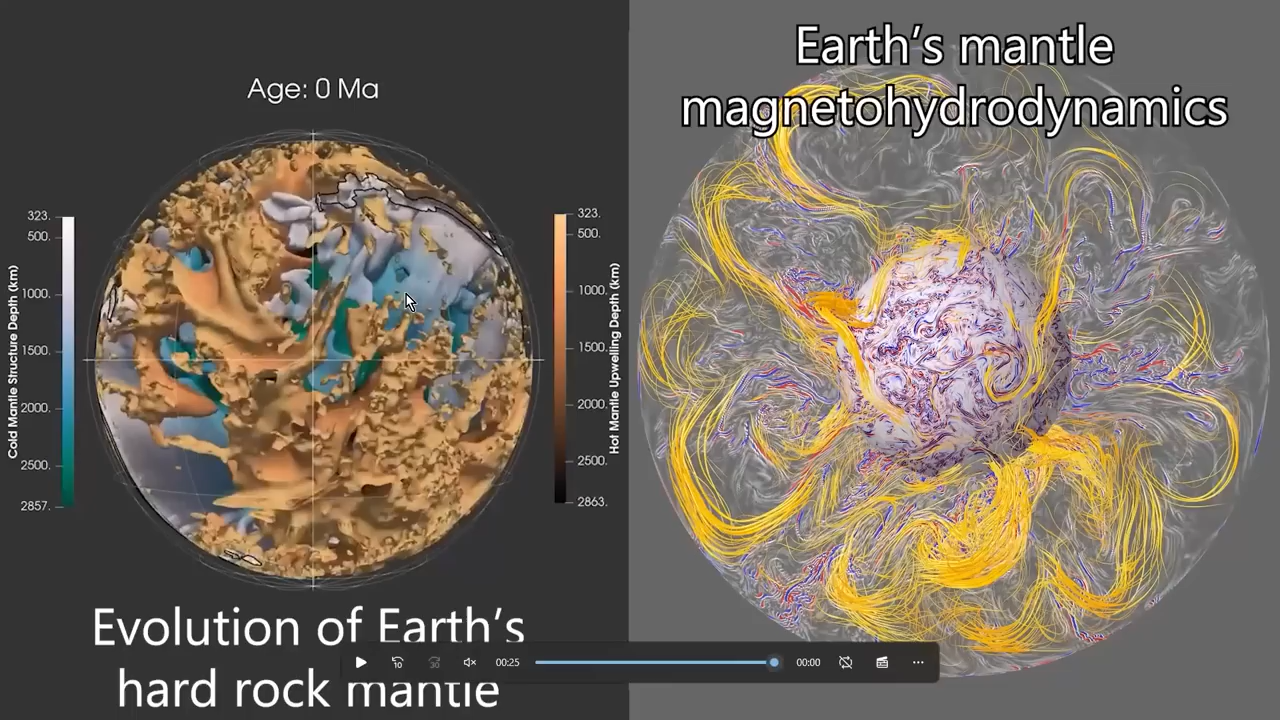 Earth’s mantle
magnetohydrodynamics
Age: 0 Ma
323.
500.
1000.
1500.
2000.
2500.
2857.
Cold Mantle Structure Depth (km)
323.
500.
1000.
1500.
2000.
2500.
2863.
Hot Mantle Upwelling Depth (km)
Evolution of Earth’s
hard rock mantle
10
30
00:25
00:00